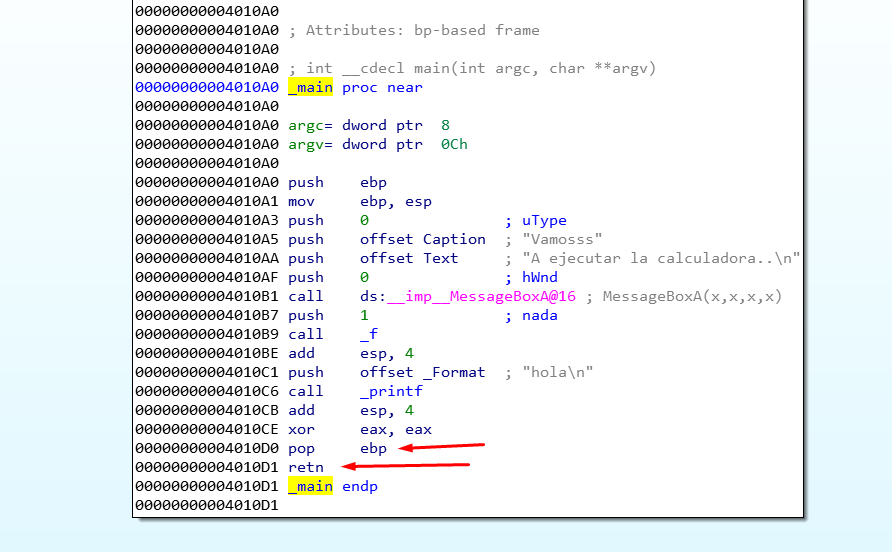 00000000004010A0
00000000004010A0 ; Attributes: bp-based frame
00000000004010A0
00000000004010A0 ; int __cdecl main(int argc, char **argv)
00000000004010A0 _main proc near
00000000004010A0
00000000004010A0 argc= dword ptr  8
00000000004010A0 argv= dword ptr  0Ch
00000000004010A0
00000000004010A0 push    ebp
00000000004010A1 mov     ebp, esp
00000000004010A3 push    0               ; uType
00000000004010A5 push    offset Caption  ; "Vamosss"
00000000004010AA push    offset Text     ; "A ejecutar la calculadora..\n"
00000000004010AF push    0               ; hWnd
00000000004010B1 call    ds:__imp__MessageBoxA@16 ; MessageBoxA(x,x,x,x)
00000000004010B7 push    1               ; nada
00000000004010B9 call    _f
00000000004010BE add     esp, 4
00000000004010C1 push    offset _Format  ; "hola\n"
00000000004010C6 call    _printf
00000000004010CB add     esp, 4
00000000004010CE xor     eax, eax
00000000004010D0 pop     ebp
00000000004010D1 retn
00000000004010D1 _main endp
00000000004010D1